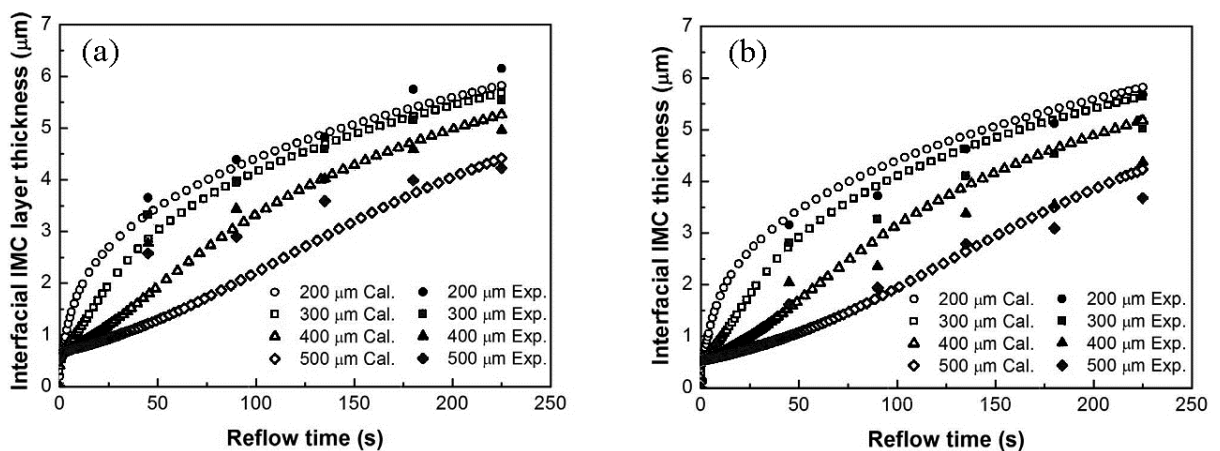 (a)
Interfacial IMC layer thickness (μm)
7
6
5
4
3
2
1
0
200 μm Cal.
300 μm Cal.
400 μm Cal.
500 μm Cal.
200 μm Exp.
300 μm Exp.
400 μm Exp.
500 μm Exp.
0 50 100 150 200 250
Reflow time (s)
(b)
Interfacial IMC thickness (μm)
7
6
5
4
3
2
1
0
200 μm Cal.
300 μm Cal.
400 μm Cal.
500 μm Cal.
200 μm Exp.
300 μm Exp.
400 μm Exp.
500 μm Exp.
0 50 100 150 200 250
Reflow time (s)